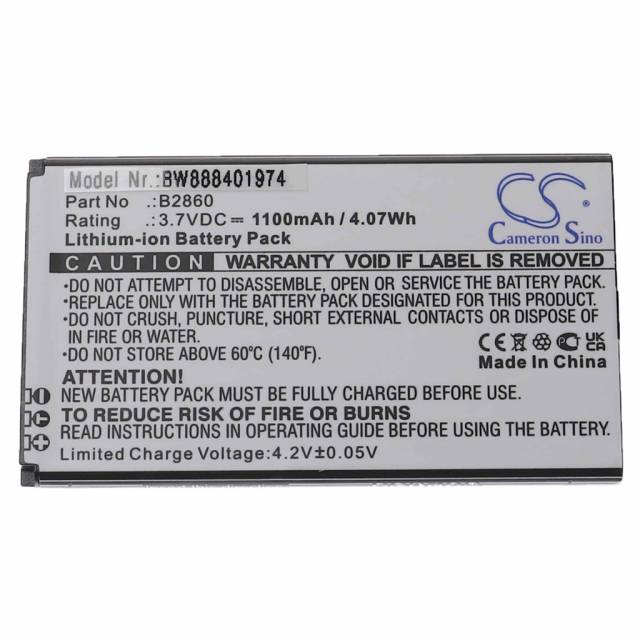 Model Nr.:BW888401974
Part No .:B2860
Rating .:3.7VDC⎓ 1100mAh / 4.07Wh
Lithium-ion Battery Pack
CS
Cameron Sino
CAUTION WARRANTY VOID IF LABEL IS REMOVED
•DO NOT ATTEMPT TO DISASSEMBLE, OPEN OR SERVICE THE BATTERY PACK.
•REPLACE ONLY WITH THE BATTERY PACK DESIGNATED FOR THIS PRODUCT.
•DO NOT CRUSH, PUNCTURE, SHORT EXTERNAL CONTACTS OR DISPOSE OF
IN FIRE OR WATER.
•DO NOT STORE ABOVE 60°C (140°F).
CE UK CA
MADE IN CHINA
ATTENTION:
NEW BATTERY PACK MUST BE FULLY CHARGED BEFORE USE.
TO REDUCE RISK OF FIRE OR BURNS
READ INSTRUCTIONS IN OPERATING GUIDE BEFORE USING BATTERY.
Limited Charge Voltage:4.2V±0.05V